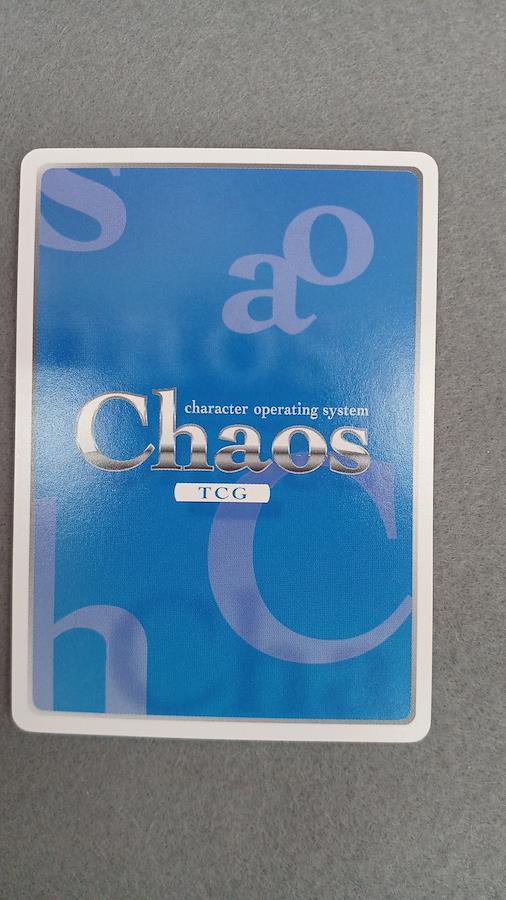 s
a o
character operating system
Chaos
TCG
C
h